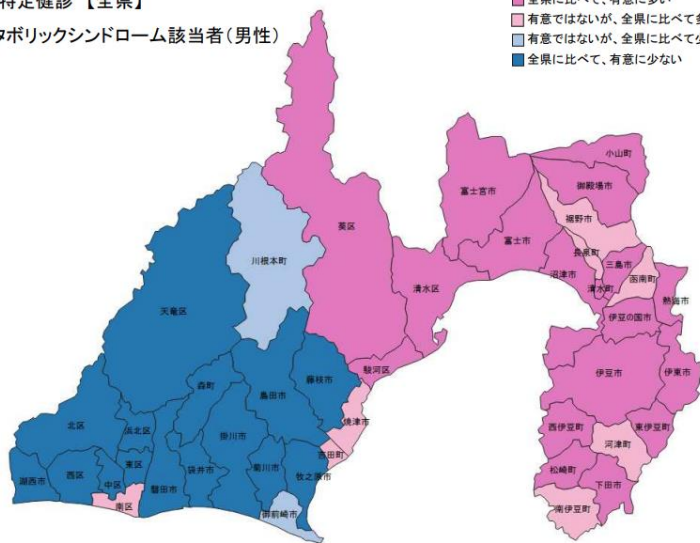 特定健診 【全県】
タボリックシンドローム該当者(男性)
全県に比べて、有意に多い
有意ではないが、全県に比べて多
有意ではないが、全県に比べて少
全県に比べて、有意に少ない
小山町
御殿場市
富士宮市
裾野市
葵区
富士市
長泉町
川根本町
三島市
函南町
沼津市
清水区
清水町
熱海市
天竜区
伊豆の国市
駿河区
藤枝市
伊豆市
伊東市
森町
島田市
焼津市
北区
浜北区
掛川市
西伊豆町
東伊豆町
河津町
吉田町
東区
湖西市
西区
中区
袋井市
菊川市
牧之原市
松崎町
磐田市
下田市
南区
御前崎市
南伊豆町